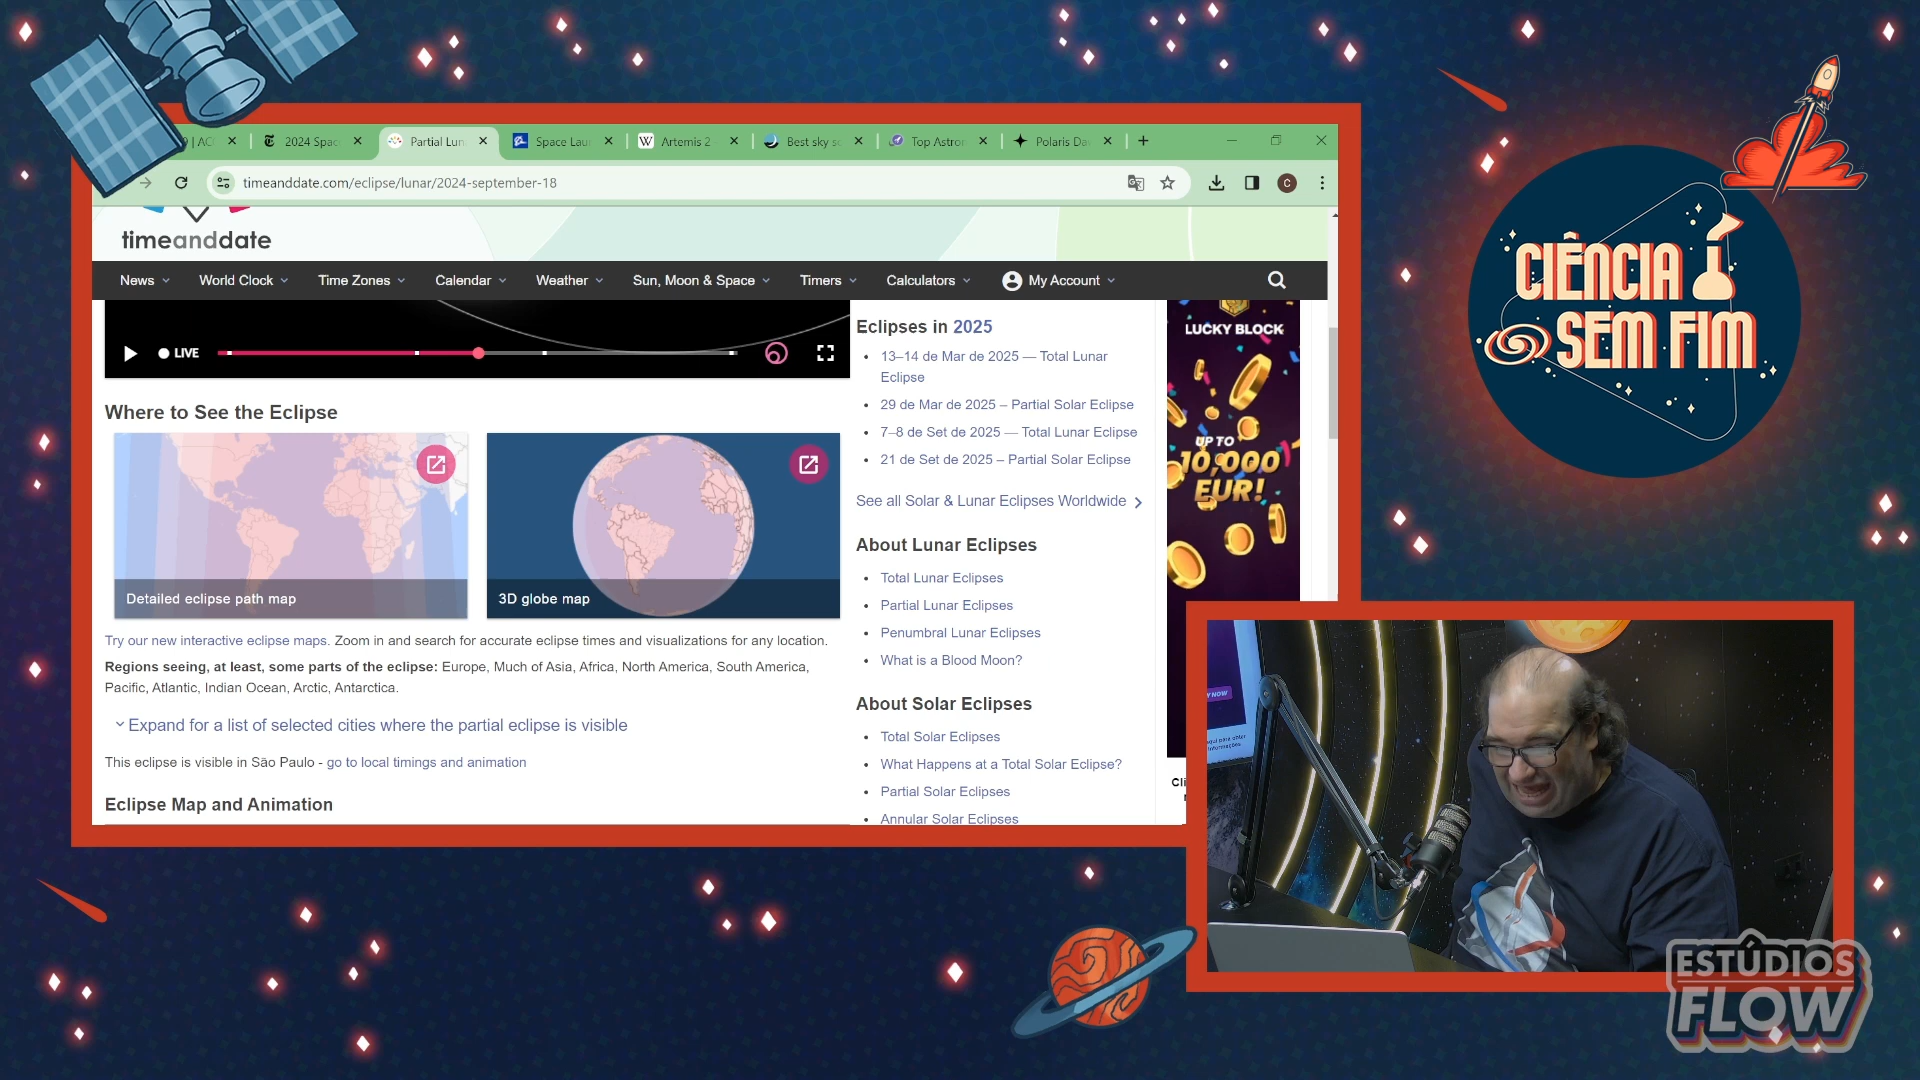 9 | AC
2024 Spac
Partial Lun
Space Lau
Artemis 2
Best sky s
Top Astror
Polaris Da
timeanddate.com/eclipse/lunar/2024-september-18
C
timeanddate
News
World Clock
Time Zones
Calendar
Weather
Sun, Moon & Space
Timers
Calculators
My Account
LIVE
Where to See the Eclipse
Detailed eclipse path map
3D globe map
Try our new interactive eclipse maps. Zoom in and search for accurate eclipse times and visualizations for any location.
Regions seeing, at least, some parts of the eclipse: Europe, Much of Asia, Africa, North America, South America,
Pacific, Atlantic, Indian Ocean, Arctic, Antarctica.
Expand for a list of selected cities where the partial eclipse is visible
This eclipse is visible in São Paulo - go to local timings and animation
Eclipse Map and Animation
Eclipses in 2025
13–14 de Mar de 2025 — Total Lunar
Eclipse
29 de Mar de 2025 – Partial Solar Eclipse
7–8 de Set de 2025 — Total Lunar Eclipse
21 de Set de 2025 – Partial Solar Eclipse
See all Solar & Lunar Eclipses Worldwide
About Lunar Eclipses
Total Lunar Eclipses
Partial Lunar Eclipses
Penumbral Lunar Eclipses
What is a Blood Moon?
About Solar Eclipses
Total Solar Eclipses
What Happens at a Total Solar Eclipse?
Partial Solar Eclipses
Annular Solar Eclipses
LUCKY BLOCK
UP TO
10,000
EUR!
Cli
CIÊNCIA
SEM FIM
NOW
aqui para obter
informações
ESTÚDIOS
FLOW